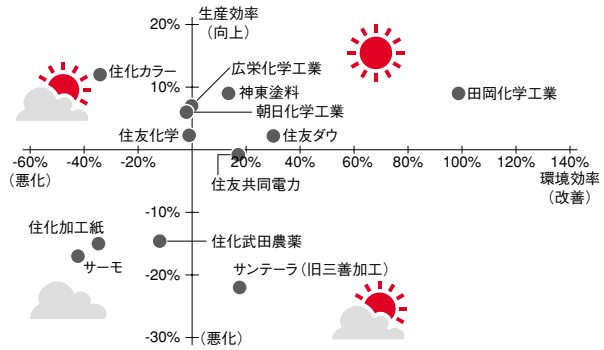 20%
生産効率
（向上）
住化カラー
広栄化学工業
10%
神東塗料
田岡化学工業
朝日化学工業
住友化学
住友ダウ
-60%
-40%
-20%
20%
40%
60%
80%
100%
120%
140%
（悪化）
環境効率
（改善）
住友共同電力
-10%
住化加工紙
住化武田農薬
サーモ
-20%
サンテーラ（旧三善加工）
-30%
（悪化）